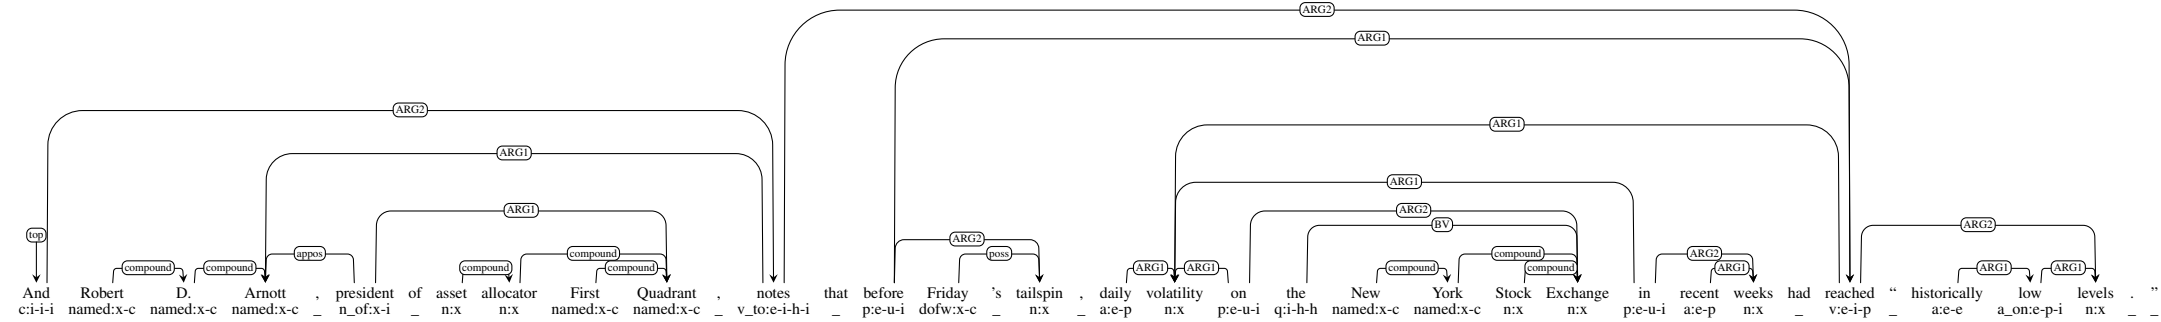 ARG2
ARG1
ARG2
ARG1
ARG1
ARG1
ARG1 ARG2
BV
top ARG2
appos ARG2 poss
compound compound ARG2
compound compound compound compound ARG1 ARG1 compound compound ARG1 ARG1 ARG1
And Robert D. Arnott , president of asset allocator First Quadrant , notes that before Friday 's tailspin , daily volatility on the New York Stock Exchange in recent weeks had reached “ historically low levels . ”
c:i-i-i named:x-c named:x-c named:x-c _ n_of:x-i _ n:x n:x named:x-c named:x-c _ v_to:e-i-h-i _ p:e-u-i dofw:x-c _ n:x _ a:e-p n:x p:e-u-i q:i-h-h named:x-c named:x-c n:x n:x p:e-u-i a:e-p n:x _ v:e-i-p _ a:e-e a_on:e-p-i n:x _ _